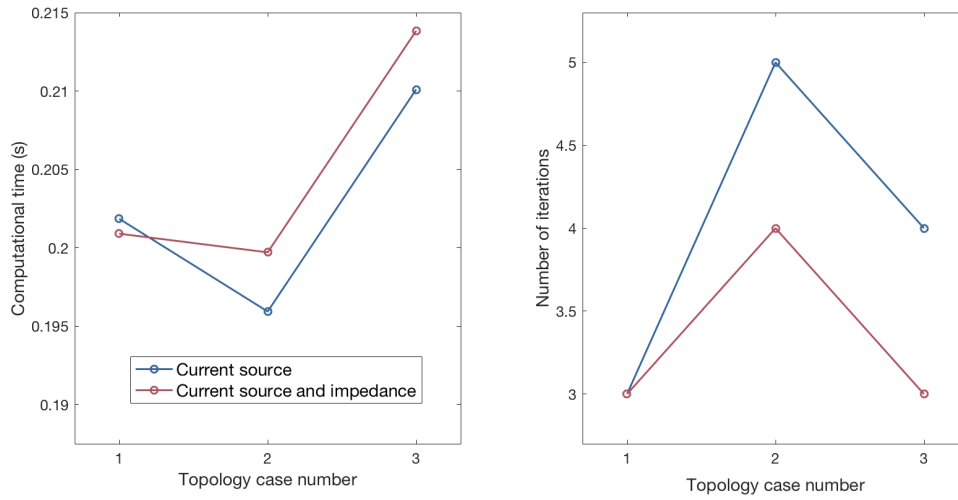 0.215
0.21
0.205
0.2
0.195
0.19
Computational time (s)
Current source
Current source and impedance
1 2 3
Topology case number
5
4.5
4
3.5
3
Number of iterations
1 2 3
Topology case number